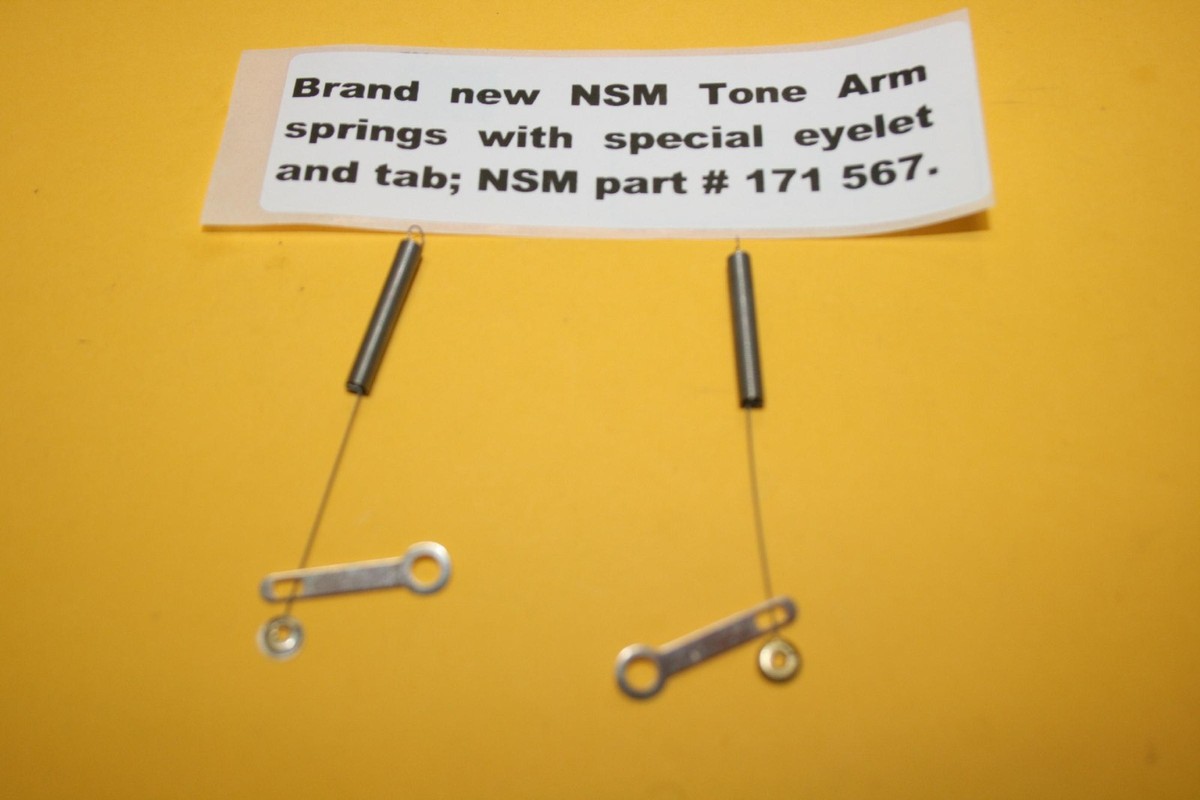 Brand new NSM Tone Arm
springs with special eyelet
and tab; NSM part # 171 567.